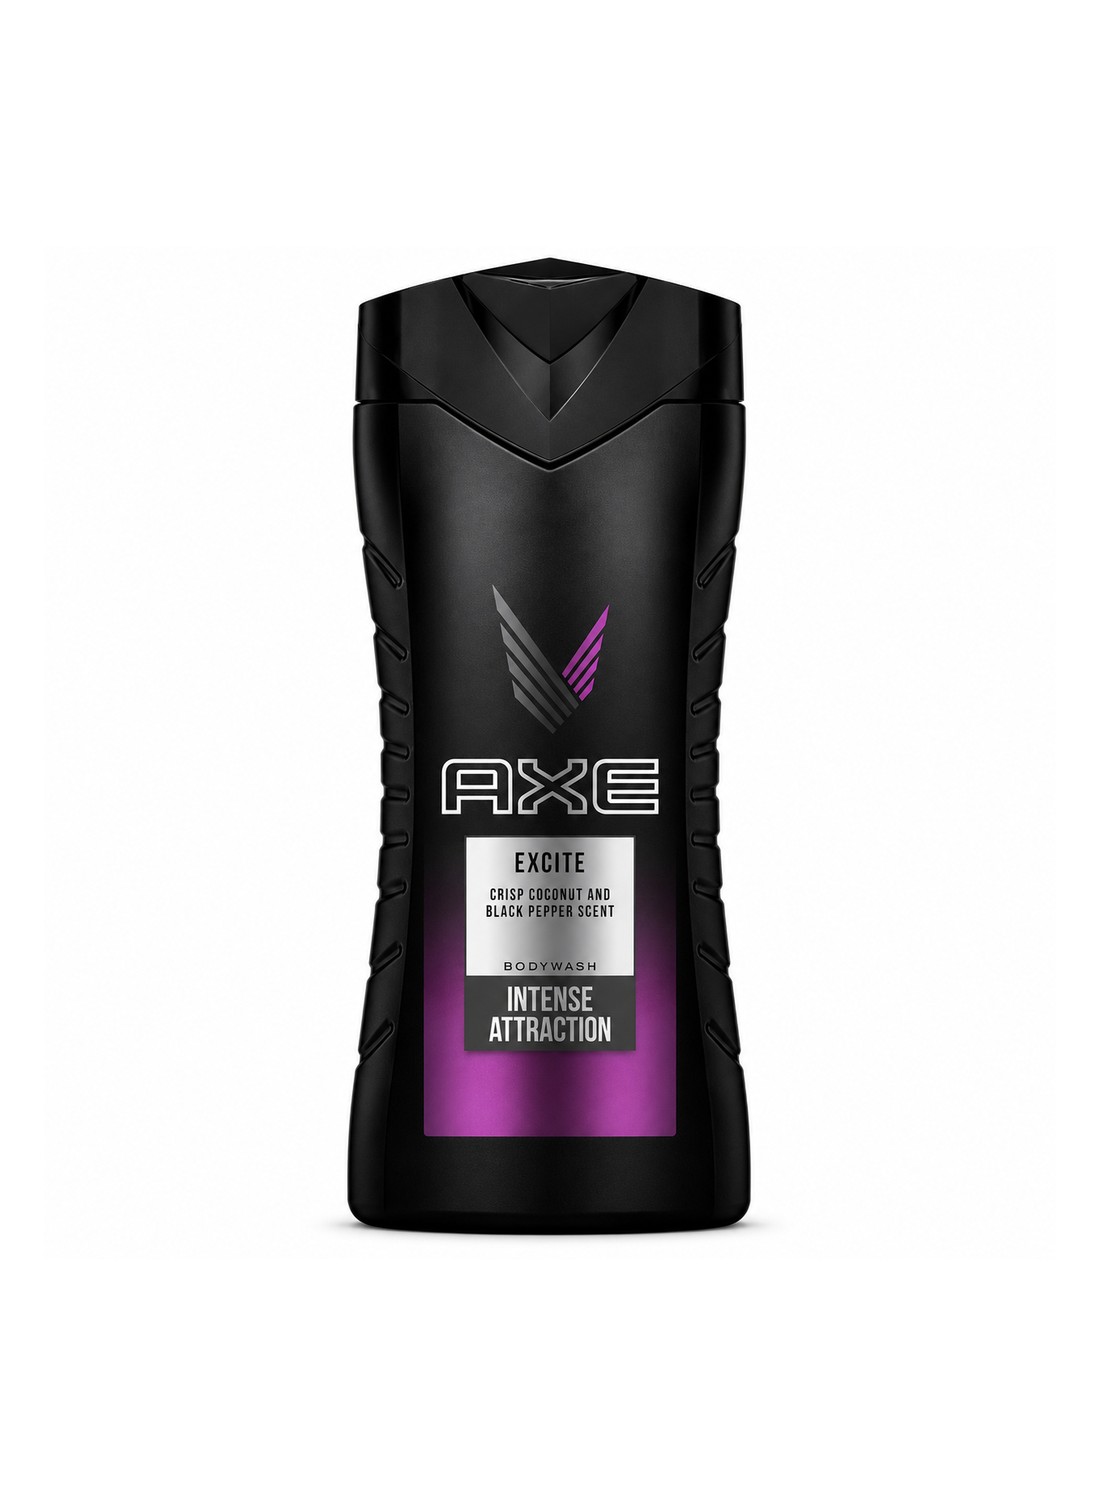 AXE
EXCITE
CRISP COCONUT AND
BLACK PEPPER SCENT
BODYWASH
INTENSE
ATTRACTION